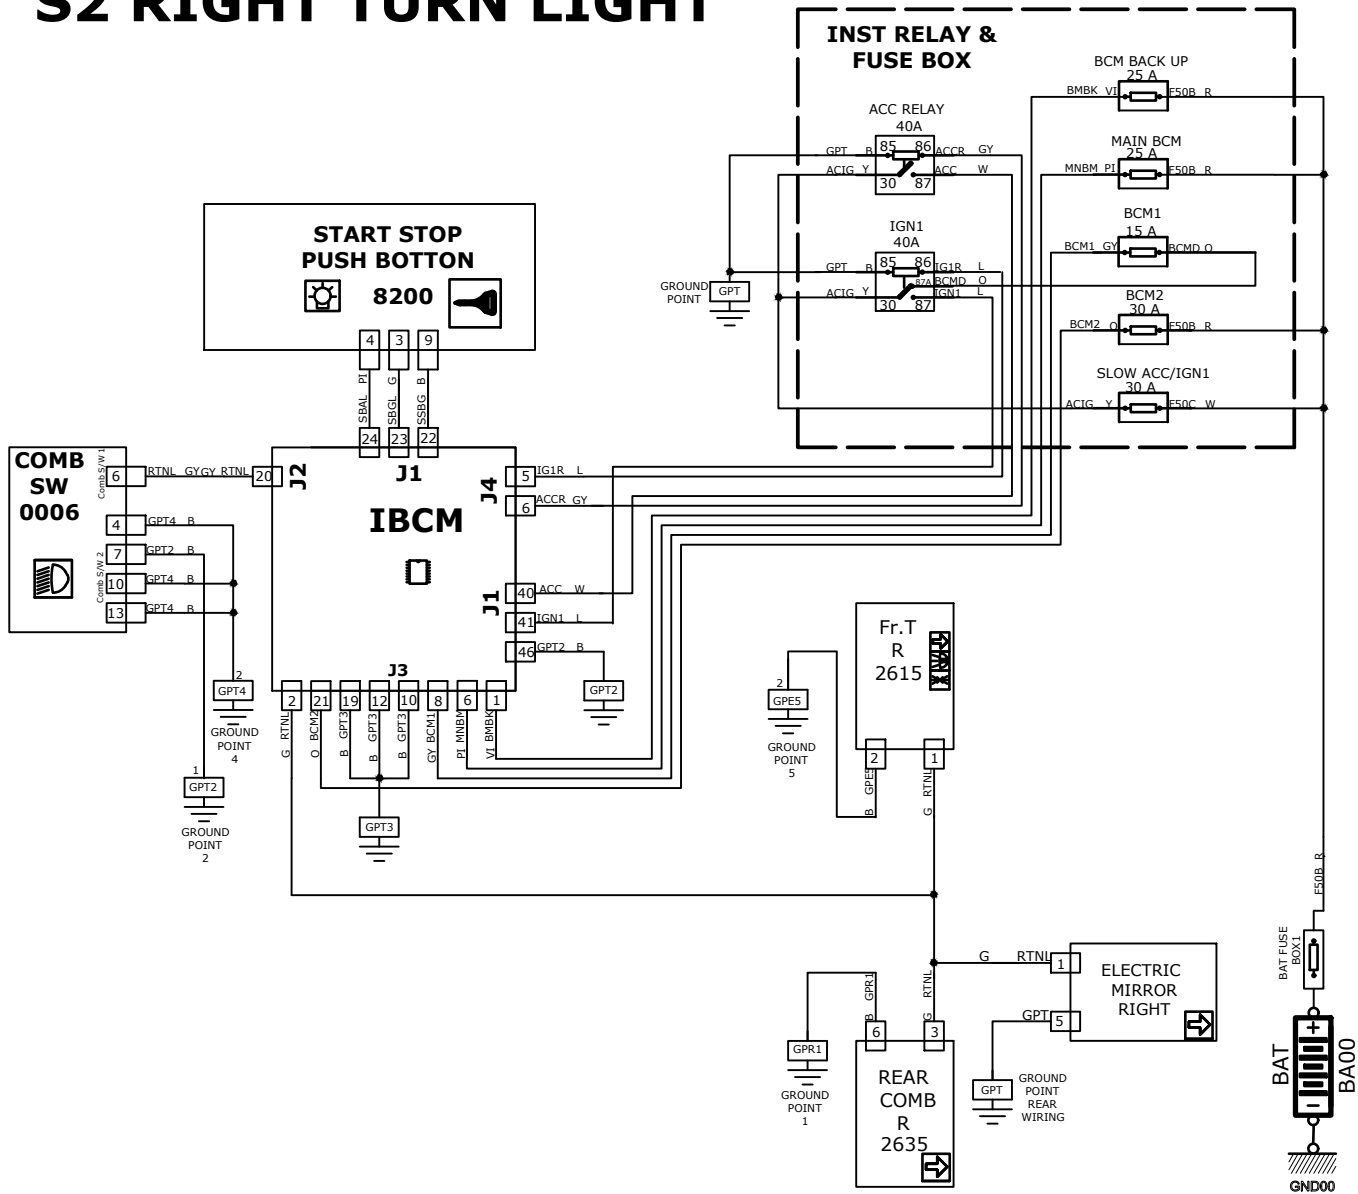 S2 RIGHT TURN LIGHT
INST RELAY &
FUSE BOX
BCM BACK UP
25 A
BMBK VI
F50B R
ACC RELAY
40A
85 86
GPT B
ACCR GY
ACIG Y
ACC W
30 87
MAIN BCM
25 A
MNBM PI
F50B R
BCM1
15 A
BCM1 GY
BCMD O
IGN1
40A
85 86
GPT B
IG1R L
87A
BCMD O
ACIG Y
IGN1 L
30 87
BCM2
30 A
BCM2 O
F50B R
SLOW ACC/IGN1
30 A
ACIG Y
F50C W
GROUND
POINT
GPT
START STOP
PUSH BOTTON
8200
4 3 9
SBAL PI
SBGL G
SSBG B
24 23 22
COMB
SW
0006
Comb S/W 1
6
RTNL GY
GY RTNL
20
J2
J1
J4
IBCM
5
IG1R L
6
ACCR GY
4
GPT4 B
7
GPT2 B
Comb S/W 2
10
GPT4 B
13
GPT4 B
J1
40
ACC W
41
IGN1 L
46
GPT2 B
GPT2
J3
2 21 19 12 10 8 6 1
G RTNL
O BCM2
B GPT3
B GPT3
B GPT3
GY BCM1
PI MNBM
VI BMBK
2
GPT4
GROUND
POINT
4
1
GPT2
GROUND
POINT
2
GPT3
Fr.T
R
2615
2
GPE5
GROUND
POINT
5
2 1
B GPE5
G RTNL
F50B R
BAT FUSE
BOX1
G RTNL
1
ELECTRIC
MIRROR
RIGHT
GPT
5
B GPR1
G RTNL
6 3
GPR1
GROUND
POINT
1
REAR
COMB
R
2635
GPT
GROUND
POINT
REAR
WIRING
BAT
+
−
BA00
GND00